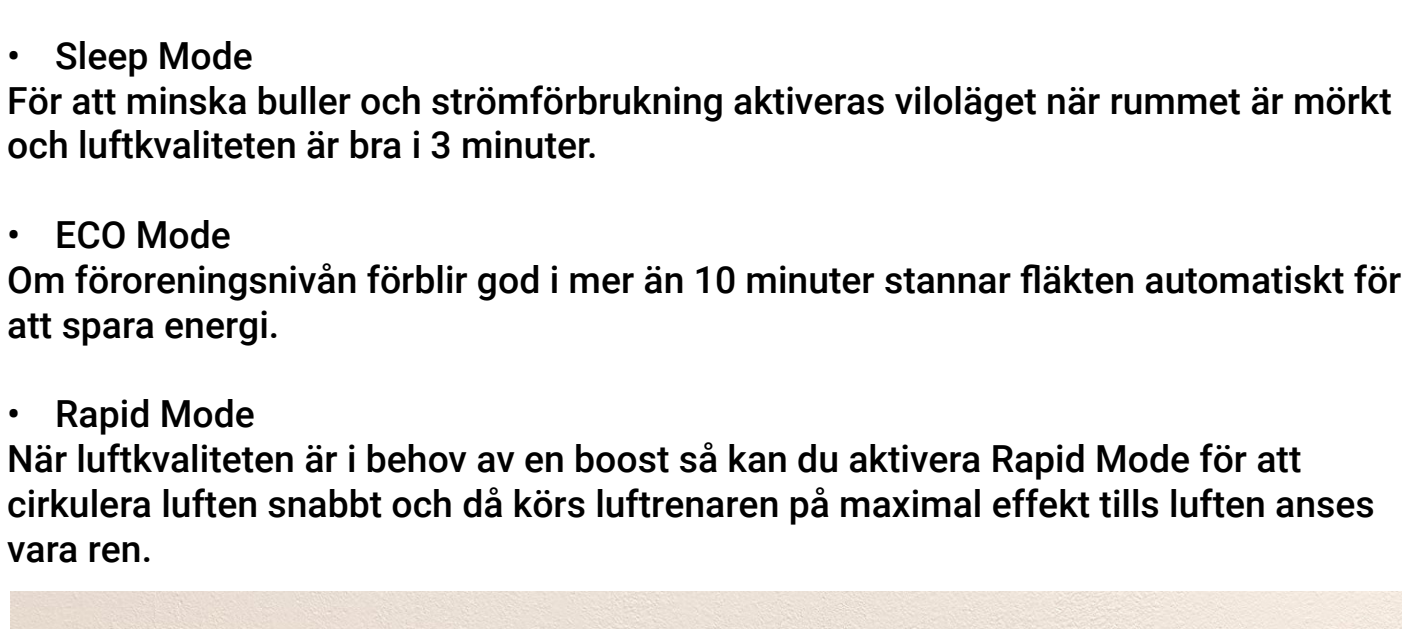 • Sleep Mode
För att minska buller och strömförbrukning aktiveras viloläget när rummet är mörkt
och luftkvaliteten är bra i 3 minuter.
• ECO Mode
Om föroreningsnivån förblir god i mer än 10 minuter stannar fläkten automatiskt för
att spara energi.
• Rapid Mode
När luftkvaliteten är i behov av en boost så kan du aktivera Rapid Mode för att
cirkulera luften snabbt och då körs luftrenaren på maximal effekt tills luften anses
vara ren.